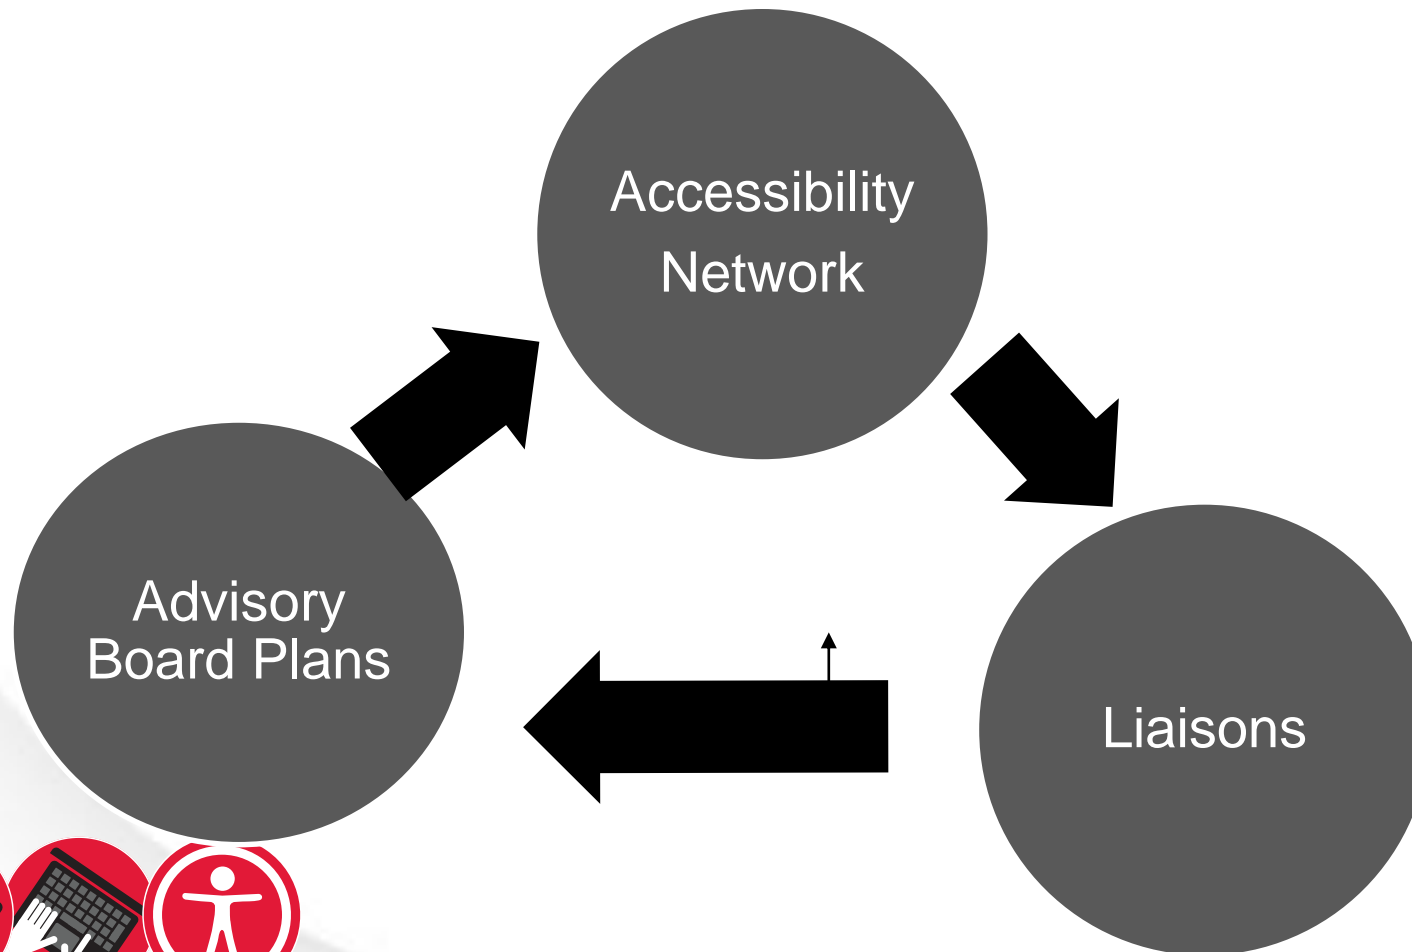 Accessibility
Network
Advisory
Board Plans
Liaisons